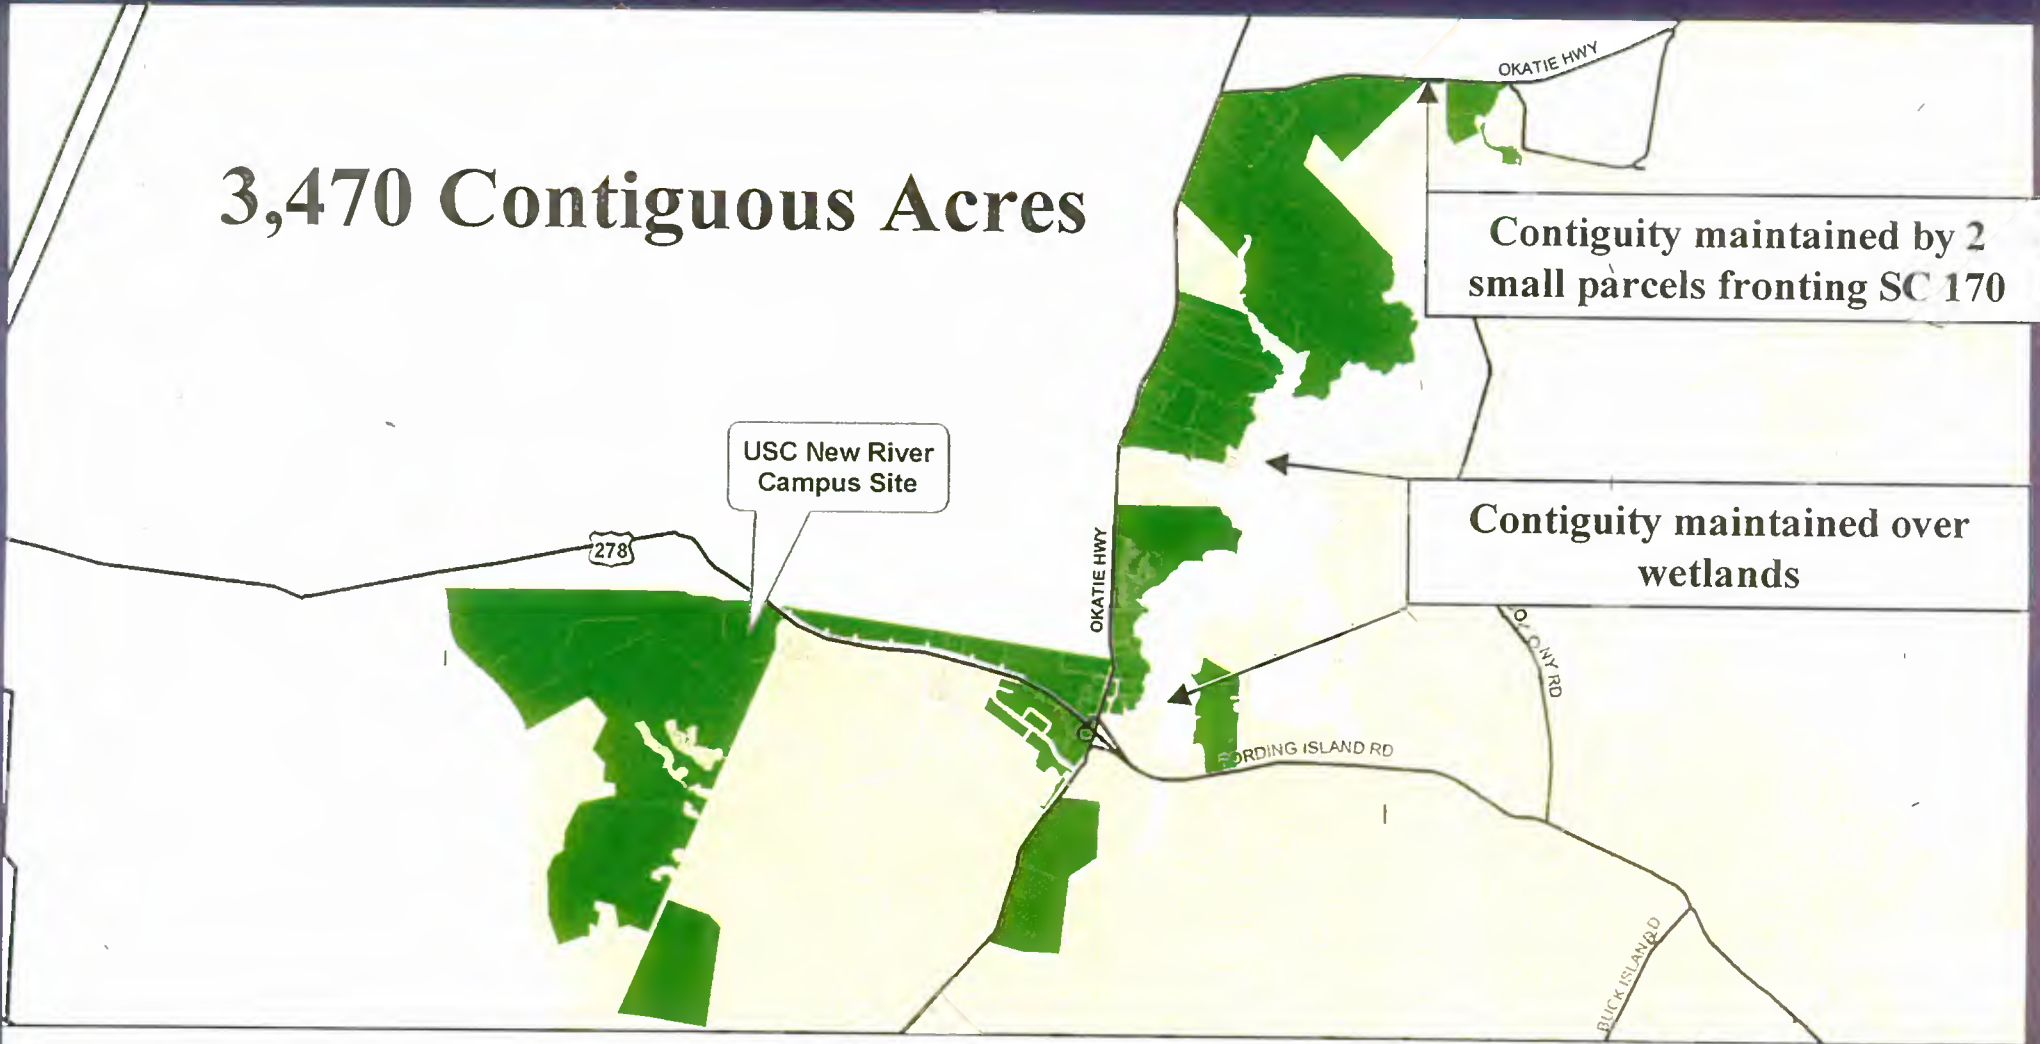 OKATIE HWY
3,470 Contiguous Acres
Contiguity maintained by 2
small parcels fronting SC 170
USC New River
Campus Site
278
OKATIE HWY
Contiguity maintained over
wetlands
FORDING ISLAND RD
BUCK ISLAND